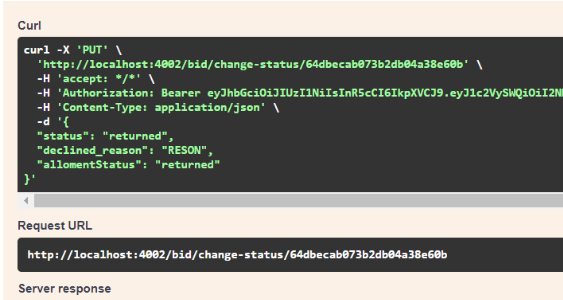 Curl
curl -X 'PUT' \
'http://localhost:4002/bid/change-status/64dbecab073b2db04a38e60b' \
-H 'accept: */*' \
-H 'Authorization: Bearer eyJhbGciOiJIUzI1NiIsInR5cCI6IkpXVCJ9.eyJ1c2VySWQiOiI2N
-H 'Content-Type: application/json' \
-d '{
"status": "returned",
"declined_reason": "RESON",
"allomentStatus": "returned"
}'
Request URL
http://localhost:4002/bid/change-status/64dbecab073b2db04a38e60b
Server response